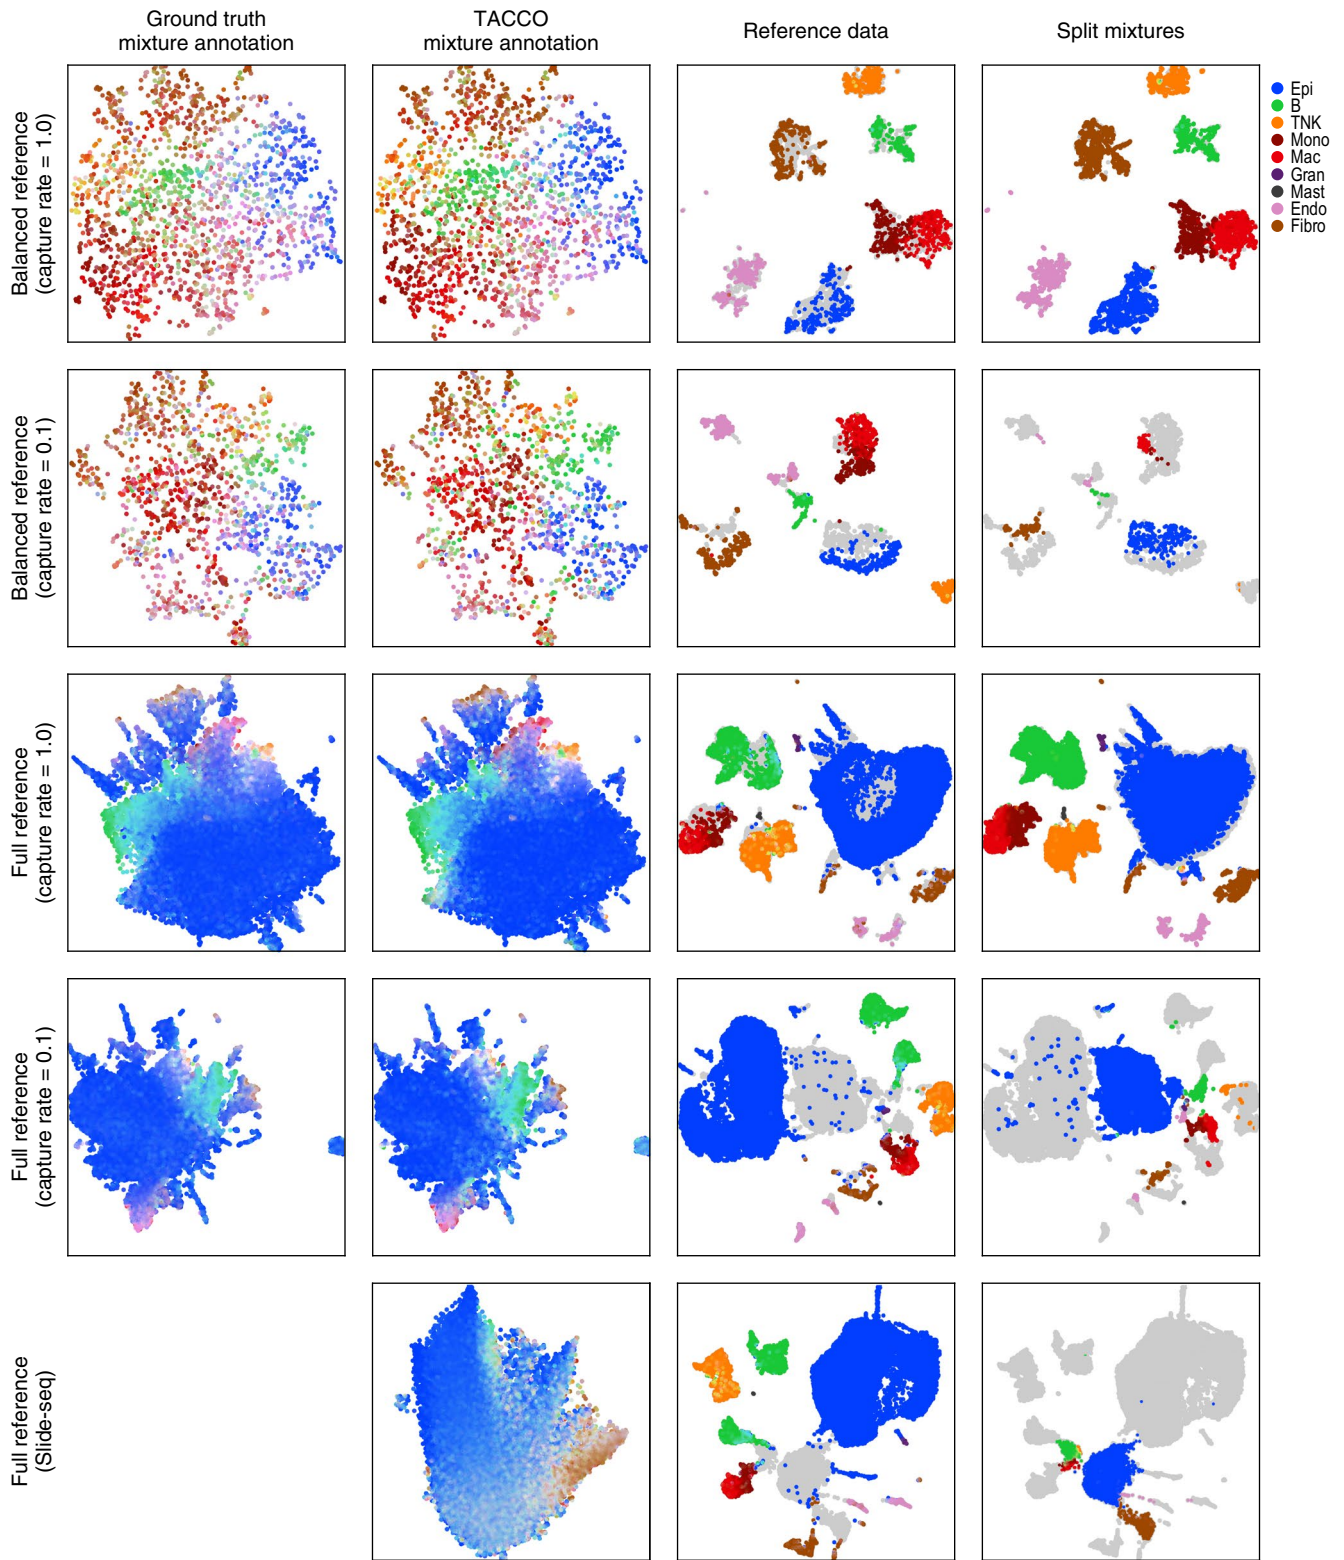 Ground truth
mixture annotation
TACCO
mixture annotation
Reference data
Split mixtures
Balanced reference
(capture rate = 1.0)
Epi
B
TNK
Mono
Mac
Gran
Mast
Endo
Fibro
Balanced reference
(capture rate = 0.1)
Full reference
(capture rate = 1.0)
Full reference
(capture rate = 0.1)
Full reference
(Slide-seq)